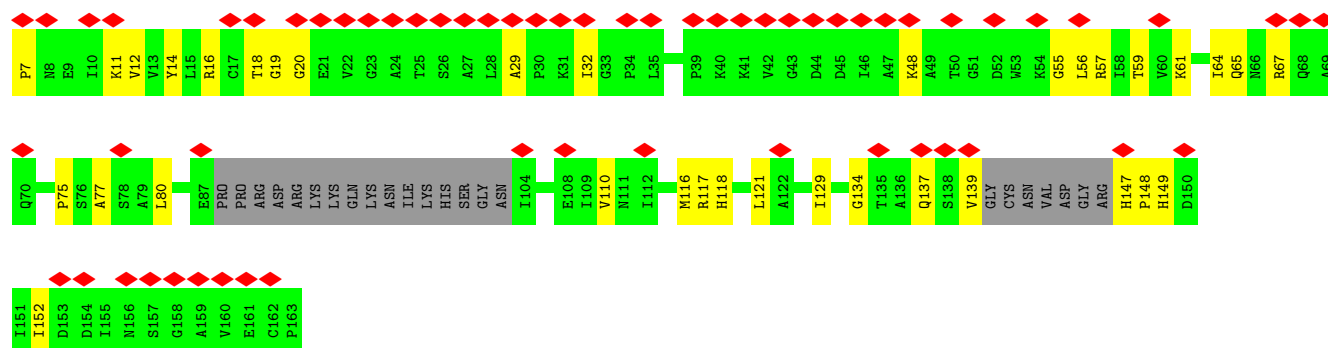 P7 N8 E9 I10 K11 V12 V13 Y14 L15 R16 C17 T18 G19 G20 E21 V22 G23 A24 T25 S26 A27 L28 A29 P30 K31 I32 G33 P34 L35 P39 K40 K41 V42 G43 D44 D45 I46 A47 K48 A49 T50 G51 D52 W53 K54 G55 L56 R57 I58 T59 V60 K61 I64 Q65 N66 R67 Q68 A69
Q70 P75 S76 A77 S78 A79 L80 E87 PRO PRO ARG ASP ARG LYS LYS GLN LYS ASN ILE LYS HIS SER GLY ASN I104 E108 I109 V110 N111 I112 M116 R117 H118 L121 A122 I129 G134 T135 A136 Q137 S138 V139 GLY CYS ASN VAL ASP GLY ARG H147 P148 H149 D150
I151 I152 D153 D154 I155 N156 S157 G158 A159 V160 E161 C162 P163